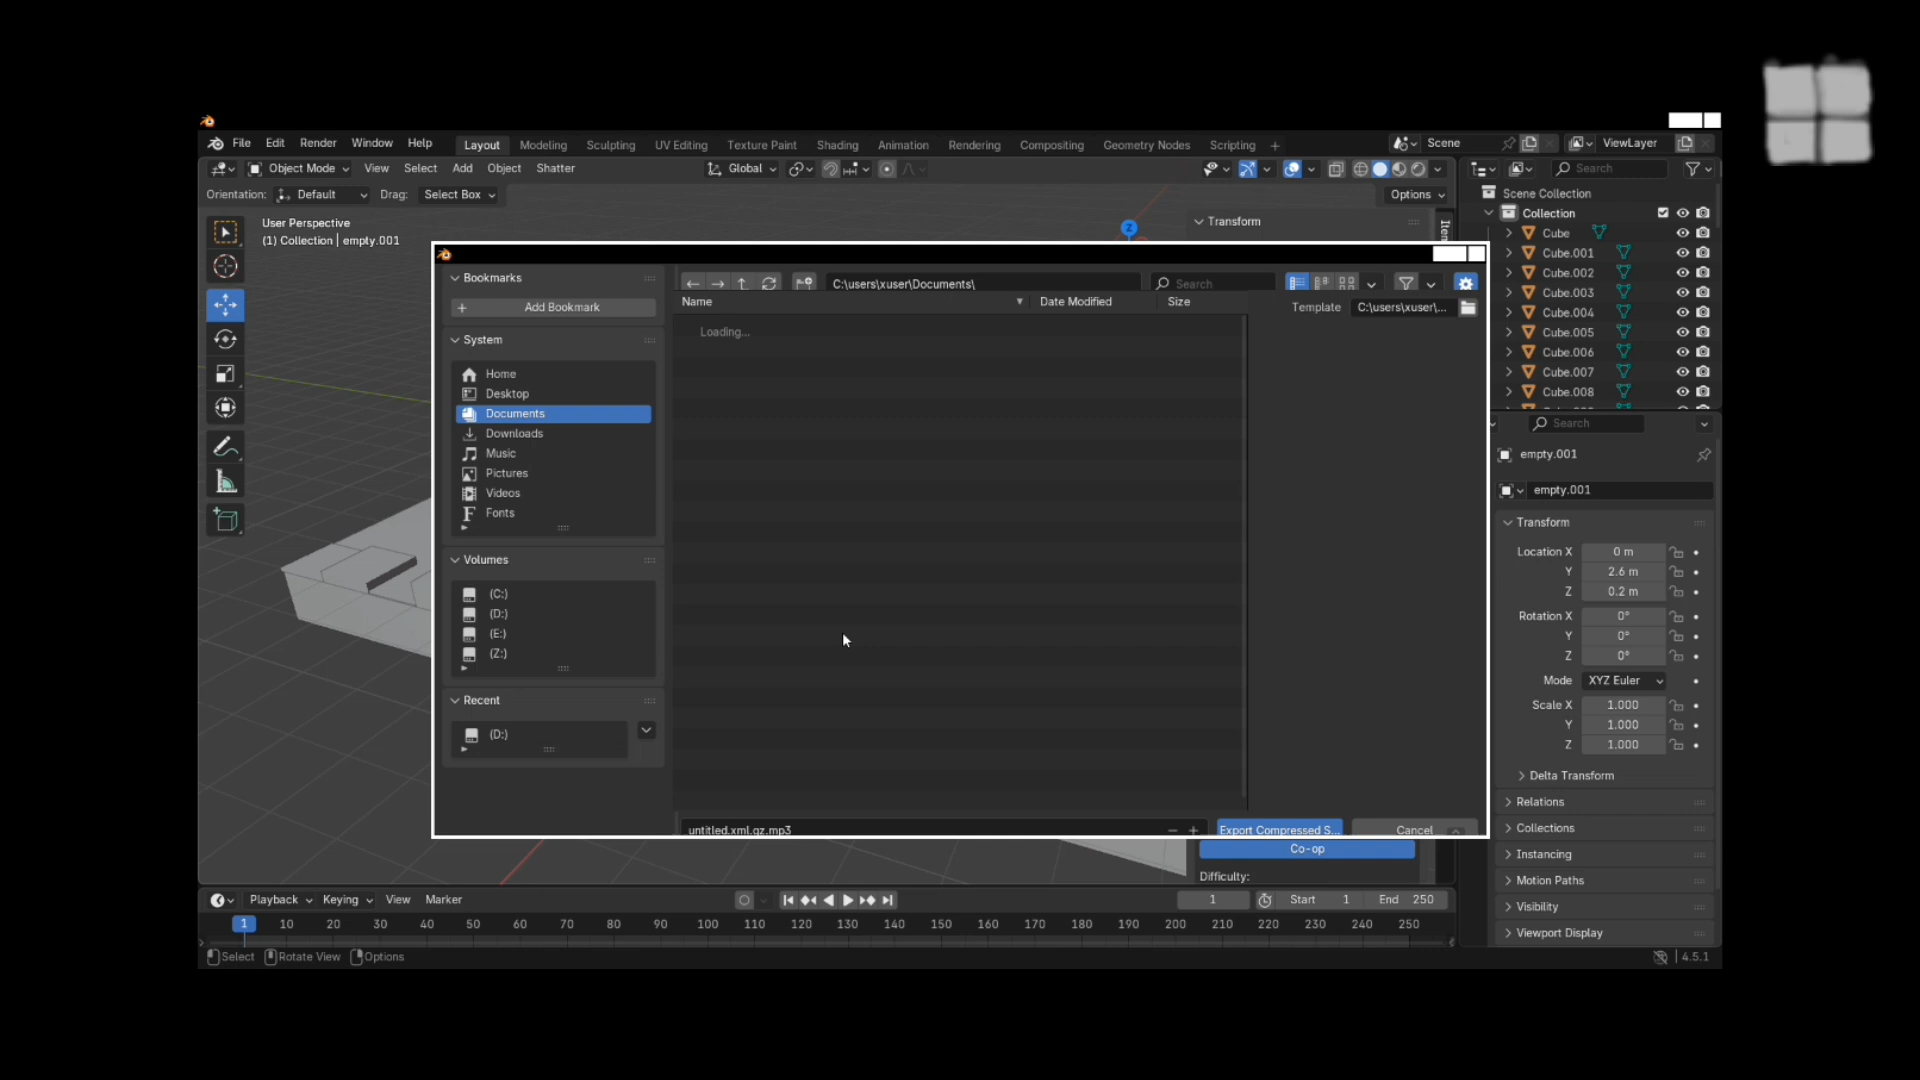 File Edit Render Window Help Layout Modeling Sculpting UV Editing Texture Paint Shading Animation Rendering Compositing Geometry Nodes Scripting + Scene ViewLayer
Object Mode View Select Add Object Shatter Global Search
Orientation: Default Drag: Select Box Options
Scene Collection
Collection
User Perspective
(1) Collection | empty.001
Z
Transform
Item
Cube
Cube.001
Cube.002
Cube.003
Cube.004
Cube.005
Cube.006
Cube.007
Cube.008
Bookmarks
Add Bookmark
System
Home
Desktop
Documents
Downloads
Music
Pictures
Videos
Fonts
Volumes
(C:)
(D:)
(E:)
(Z:)
Recent
(D:)
C:\users\xuser\Documents\ Search
Name Date Modified Size
Loading...
Template C:\users\xuser\...
untitled.xml.gz.mp3
Export Compressed S... Cancel
Co-op
Difficulty:
Search
empty.001
empty.001
Transform
Location X 0 m
Y 2.6 m
Z 0.2 m
Rotation X 0°
Y 0°
Z 0°
Mode XYZ Euler
Scale X 1.000
Y 1.000
Z 1.000
Delta Transform
Relations
Collections
Instancing
Motion Paths
Visibility
Viewport Display
Playback Keying View Marker 1 Start 1 End 250
1 10 20 30 40 50 60 70 80 90 100 110 120 130 140 150 160 170 180 190 200 210 220 230 240 250
Select Rotate View Options 4.5.1